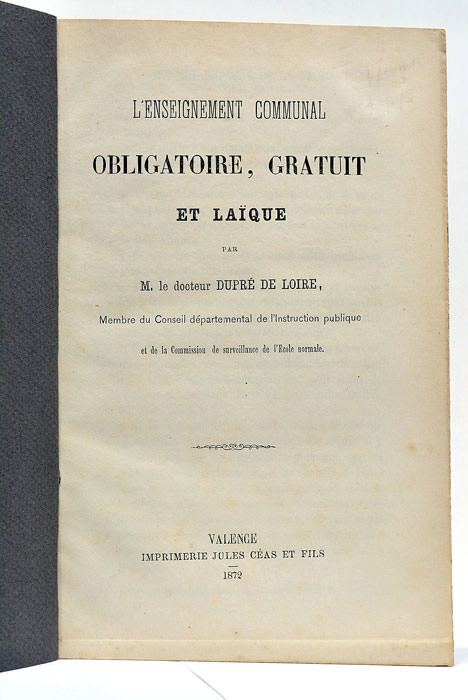 L'ENSEIGNEMENT COMMUNAL
OBLIGATOIRE, GRATUIT
ET LAÏQUE
PAR
M. le docteur DUPRÉ DE LOIRE,
Membre du Conseil départemental de l'Instruction publique
et de la Commission de surveillance de l'Ecole normale.
VALENCE
IMPRIMERIE JULES CÉAS ET FILS
1872